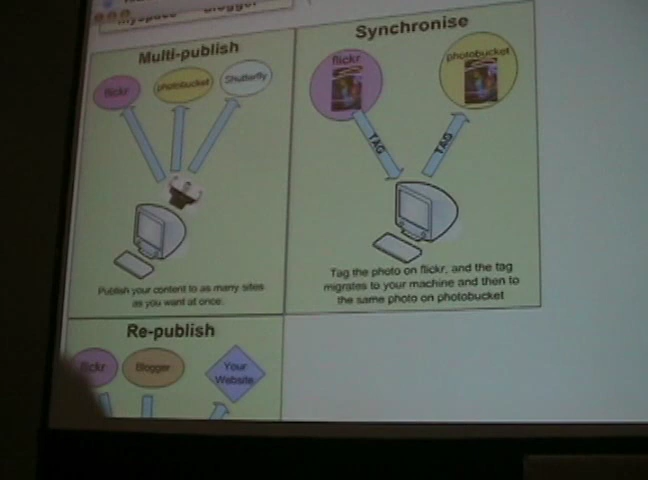 myspace blogger
Multi-publish
flickr
photobucket
Shutterfly
Publish your content to as many sites
as you want at once.
Synchronise
flickr
photobucket
TAG
TAG
Tag the photo on flickr, and the tag
migrates to your machine and then to
the same photo on photobucket
Re-publish
flickr
Blogger
Your
Website